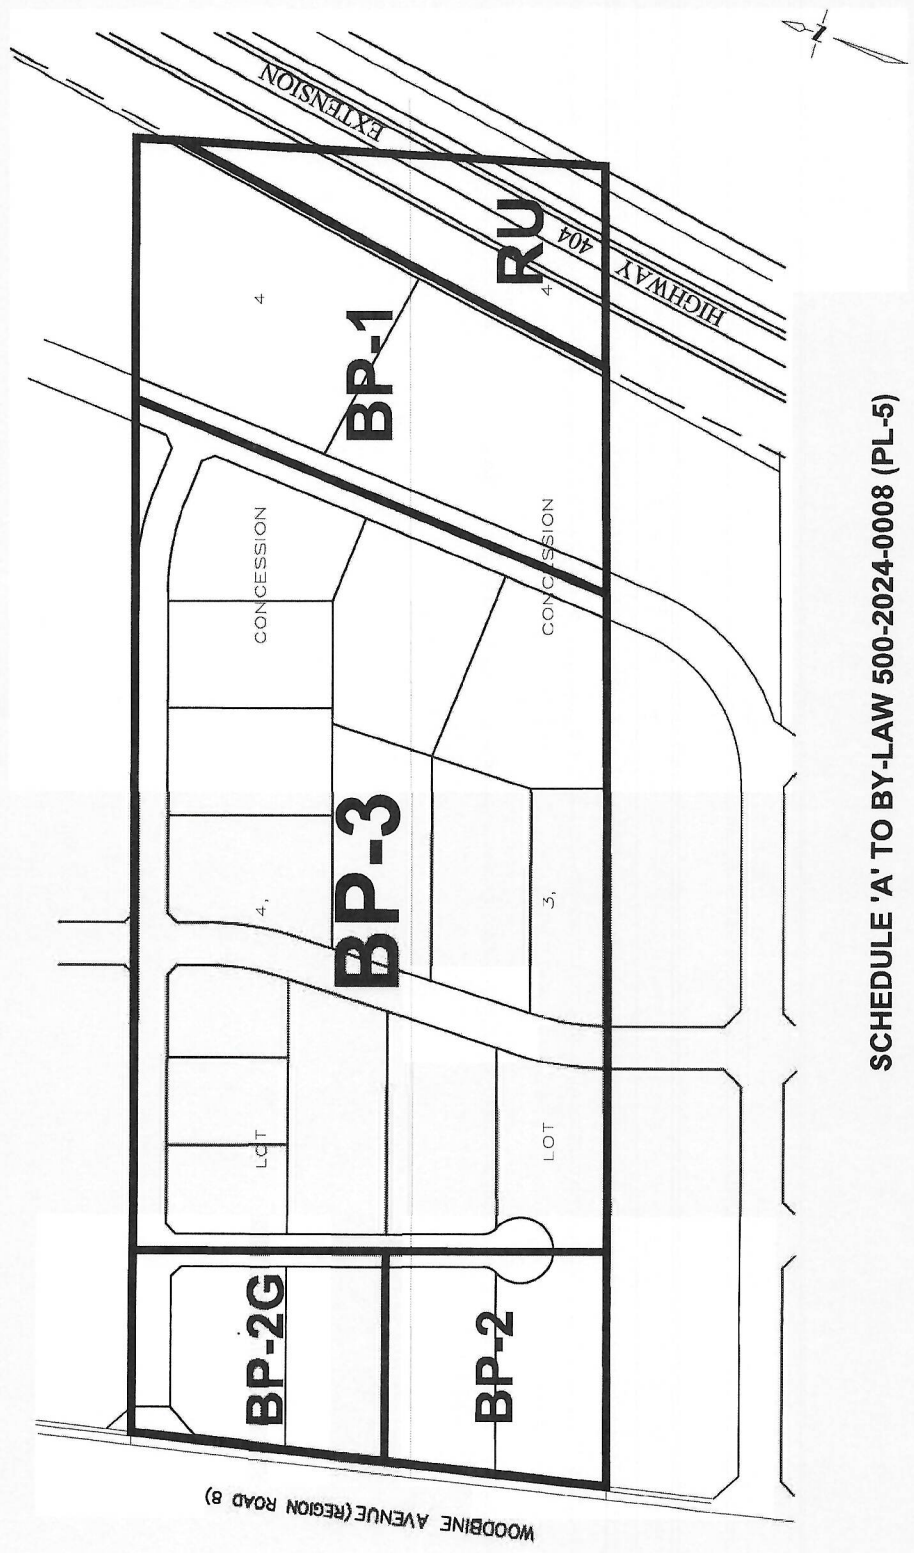 WOODBINE AVENUE (REGION ROAD 8)
BP-2G
BP-2
LOT
4,
CONCESSION
4
LOT
3,
CONCESSION
4
BP-3
BP-1
RU
HIGHWAY 404 EXTENSION
N
SCHEDULE 'A' TO BY-LAW 500-2024-0008 (PL-5)